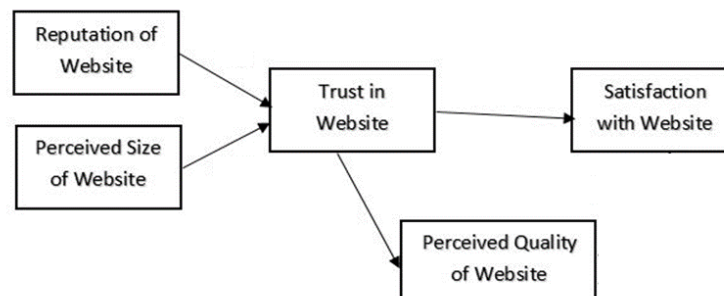 Reputation of
Website
Perceived Size
of Website
Trust in
Website
Satisfaction
with Website
Perceived Quality
of Website